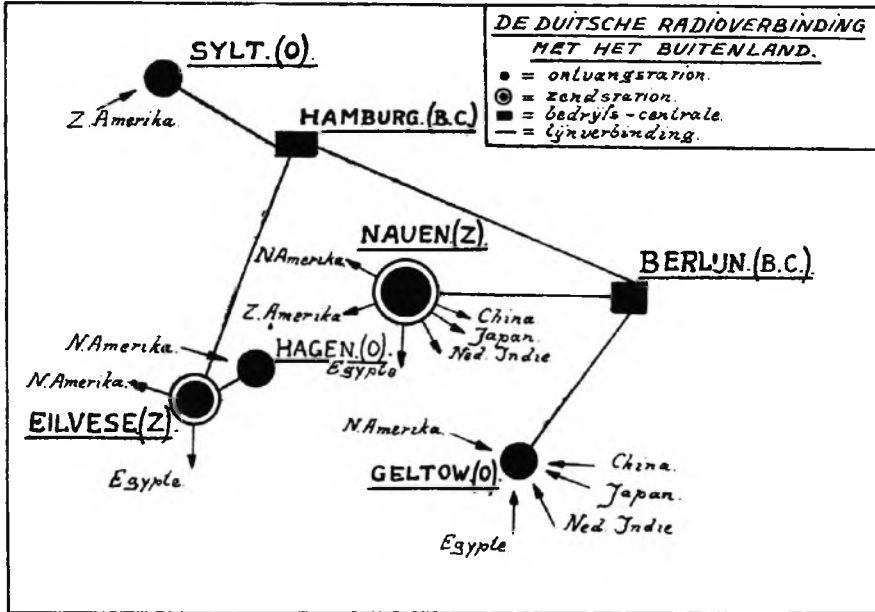 DE DUITSCHE RADIOVERBINDING
MET HET BUITENLAND.
● = ontvangstation.
= zendstation.
■ = bedrijfs-centrale.
— = lijnverbinding.
SYLT.(O).
Z.Amerika.
HAMBURG.(B.C.)
NAUEN.(Z).
N.Amerika
BERLIJN.(B.C.).
Z.Amerika
China
Japan.
Ned. Indie
N.Amerika.
HAGEN.(O).
Egypte
N.Amerika.
EILVESE(Z).
Egypte.
N.Amerika.
GELTOW.(O).
China.
Japan.
Ned. Indie
Egypte